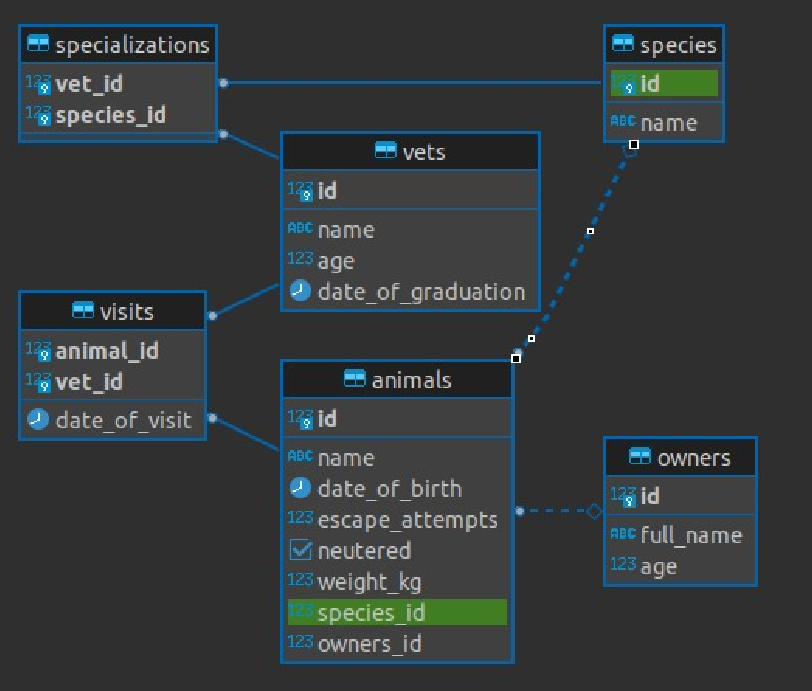 specializations
123 vet_id
123 species_id
species
123 id
ABC name
vets
123 id
ABC name
123 age
date_of_graduation
visits
123 animal_id
123 vet_id
date_of_visit
animals
123 id
ABC name
date_of_birth
123 escape_attempts
neutered
123 weight_kg
123 species_id
123 owners_id
owners
123 id
ABC full_name
123 age